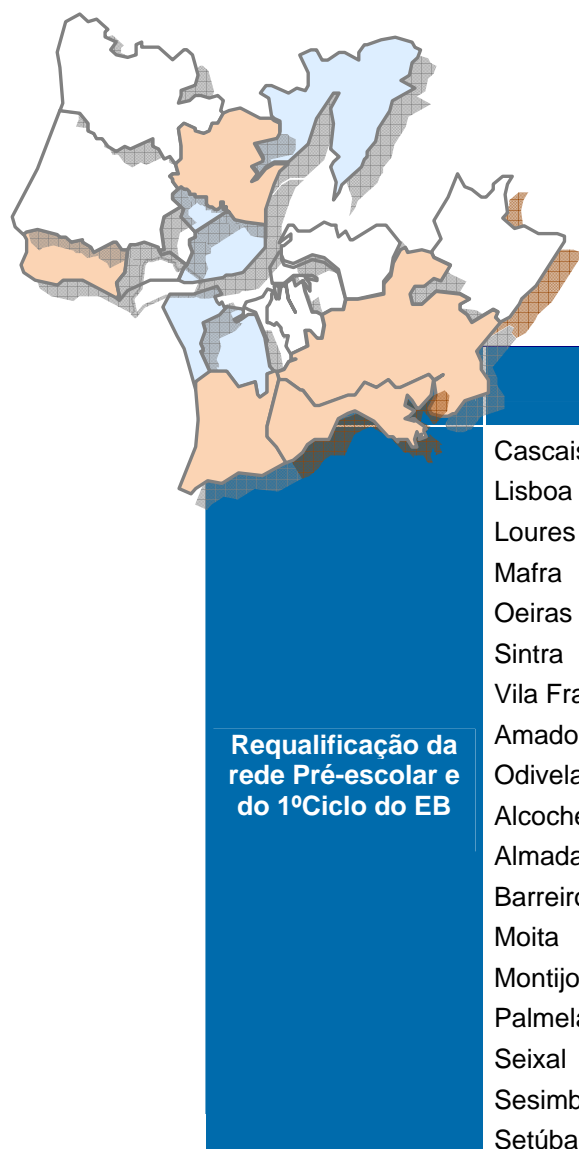 Requalificação da
rede Pré-escolar e
do 1ºCiclo do EB
Cascais
Lisboa
Loures
Mafra
Oeiras
Sintra
Vila Fra
Amado
Odivela
Alcoche
Almada
Barreiro
Moita
Montijo
Palmela
Seixal
Sesimb
Setúba